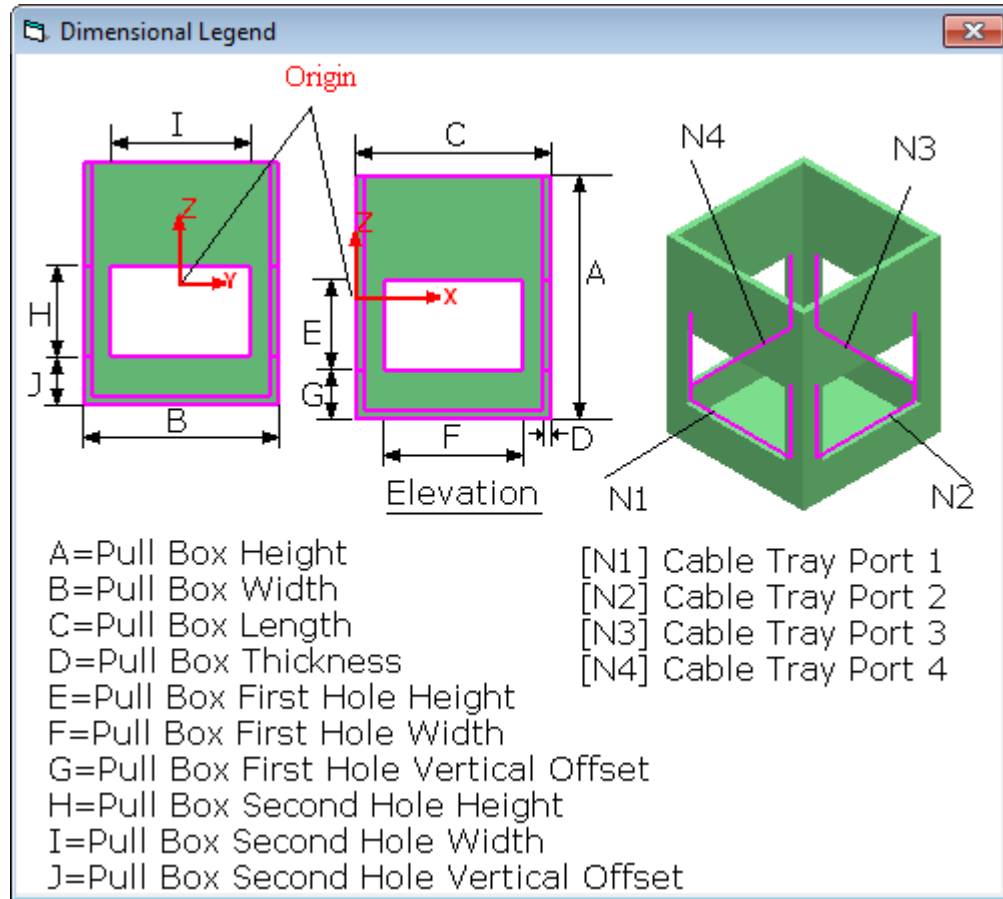 Dimensional Legend
Origin
I
C
N4
N3
Z
Y
Z
X
A
H
E
J
G
B
F
D
Elevation
N1
N2
A=Pull Box Height
B=Pull Box Width
C=Pull Box Length
D=Pull Box Thickness
E=Pull Box First Hole Height
F=Pull Box First Hole Width
G=Pull Box First Hole Vertical Offset
H=Pull Box Second Hole Height
I=Pull Box Second Hole Width
J=Pull Box Second Hole Vertical Offset
[N1] Cable Tray Port 1
[N2] Cable Tray Port 2
[N3] Cable Tray Port 3
[N4] Cable Tray Port 4